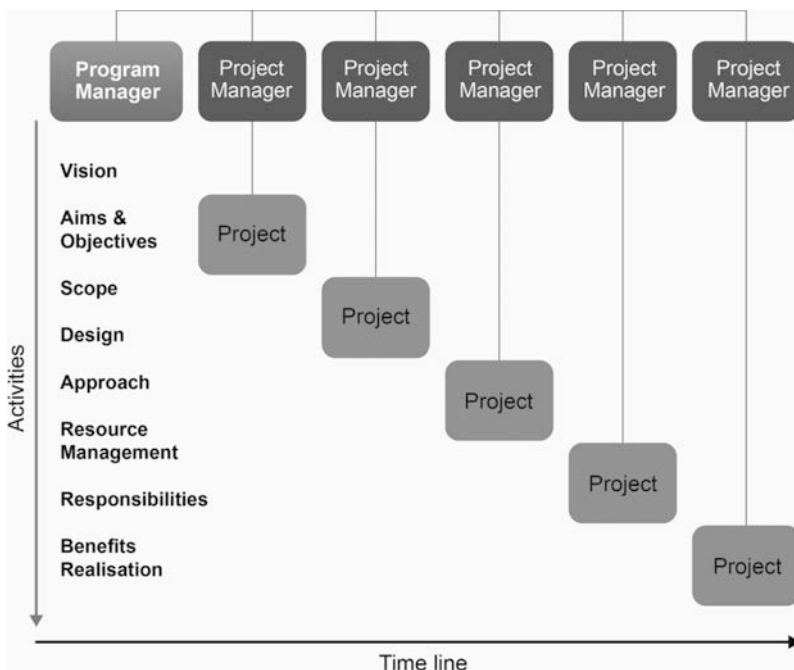 Program
Manager
Project
Manager
Project
Manager
Project
Manager
Project
Manager
Project
Manager
Vision
Aims &
Objectives
Scope
Design
Approach
Resource
Management
Responsibilities
Benefits
Realisation
Project
Project
Project
Project
Project
Activities
Time line